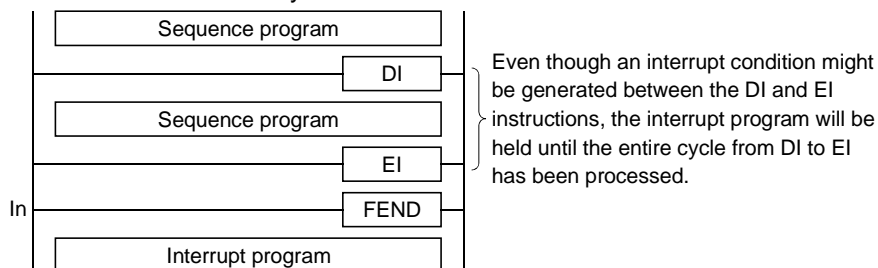 Sequence program
DI
Sequence program
EI
In
FEND
Interrupt program
Even though an interrupt condition might
be generated between the DI and EI
instructions, the interrupt program will be
held until the entire cycle from DI to EI
has been processed.